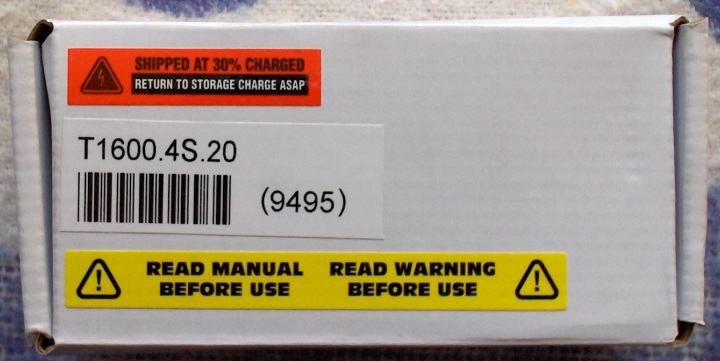 SHIPPED AT 30% CHARGED
RETURN TO STORAGE CHARGE ASAP
T1600.4S.20
(9495)
READ MANUAL
BEFORE USE
READ WARNING
BEFORE USE